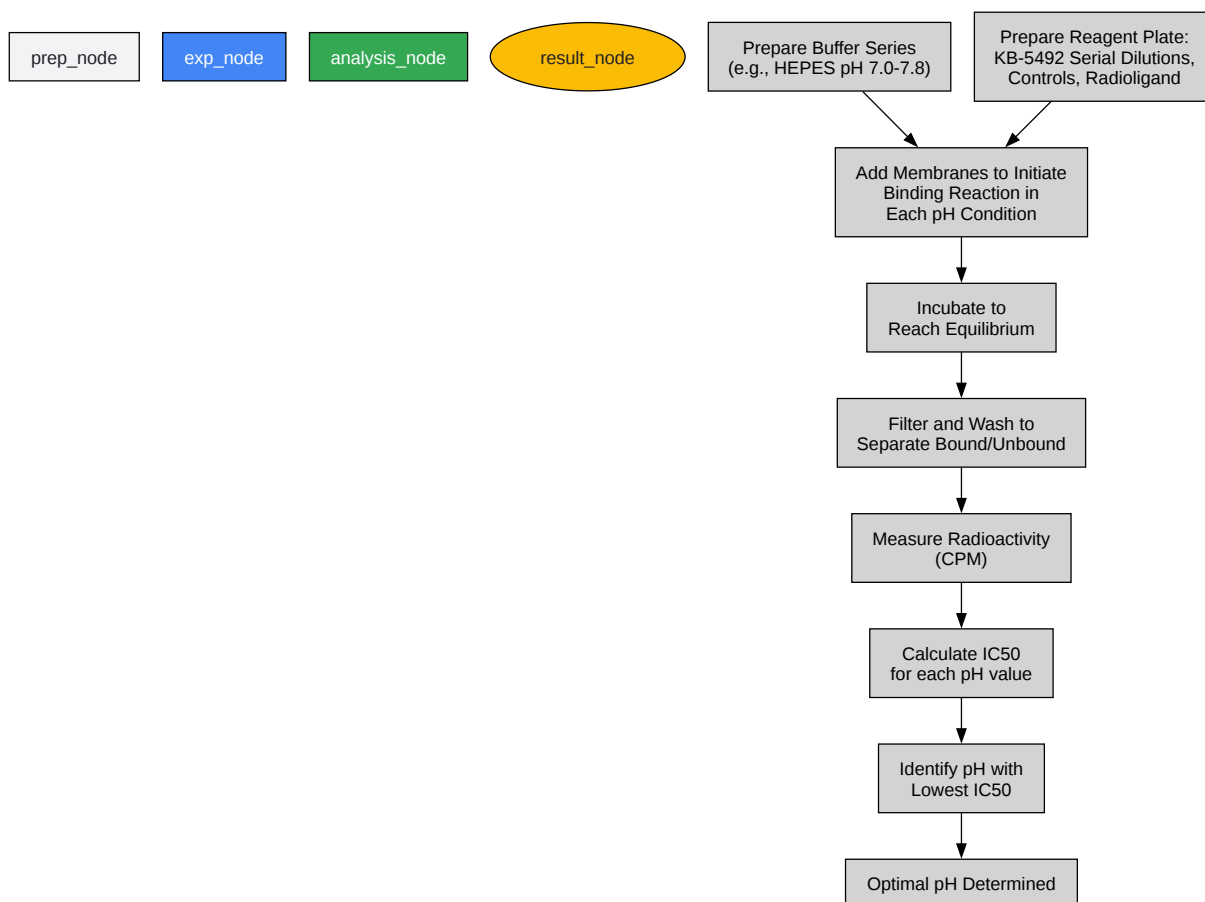 prep_node
exp_node
analysis_node
result_node
Prepare Buffer Series
(e.g., HEPES pH 7.0-7.8)
Prepare Reagent Plate:
KB-5492 Serial Dilutions,
Controls, Radioligand
Add Membranes to Initiate
Binding Reaction in
Each pH Condition
Incubate to
Reach Equilibrium
Filter and Wash to
Separate Bound/Unbound
Measure Radioactivity
(CPM)
Calculate IC50
for each pH value
Identify pH with
Lowest IC50
Optimal pH Determined